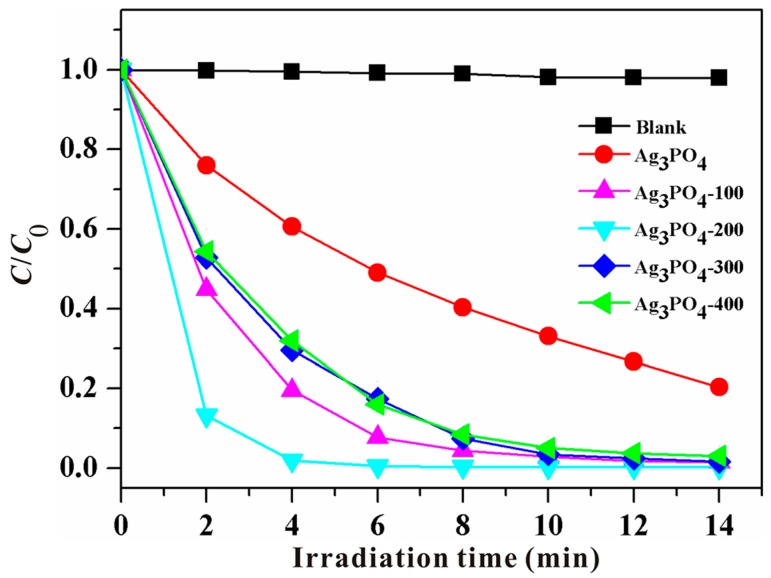 C/C0
1.0
0.8
0.6
0.4
0.2
0.0
Blank
Ag3PO4
Ag3PO4-100
Ag3PO4-200
Ag3PO4-300
Ag3PO4-400
0 2 4 6 8 10 12 14
Irradiation time (min)